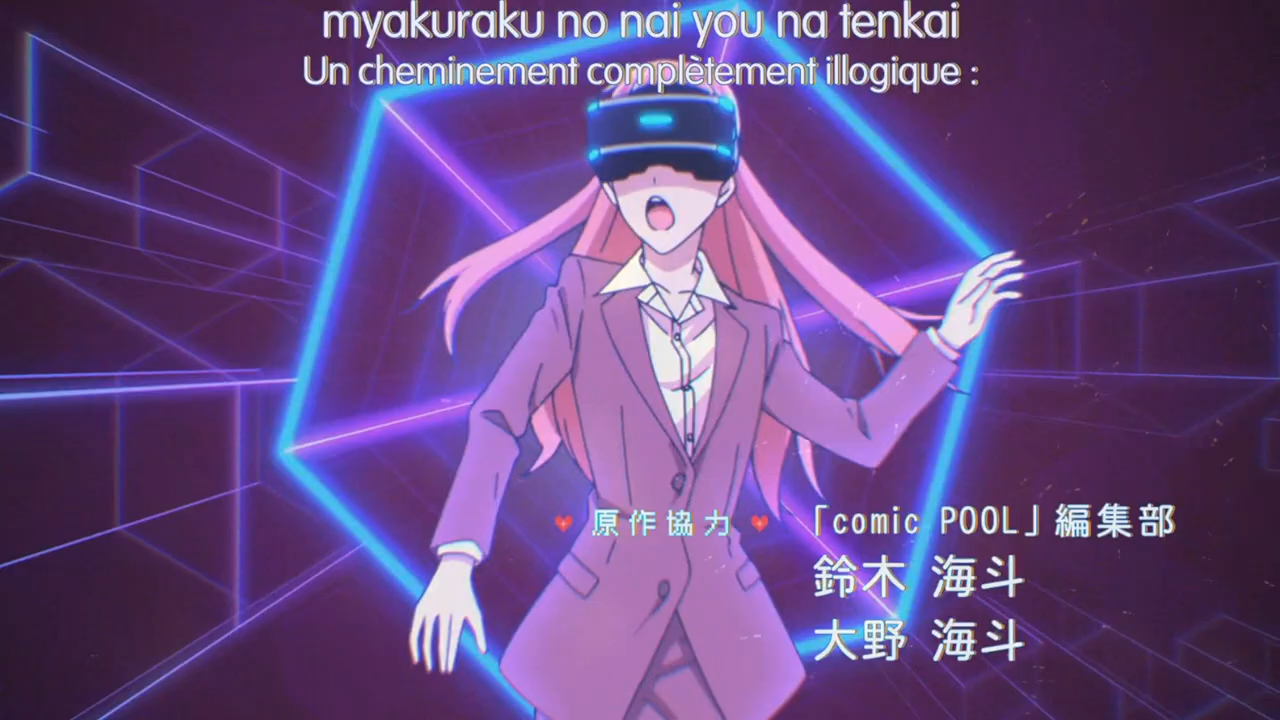 myakuraku no nai you na tenkai
Un cheminement complètement illogique :
♥ 原作協力 ♥ 「comic POOL」編集部
鈴木 海斗
大野 海斗